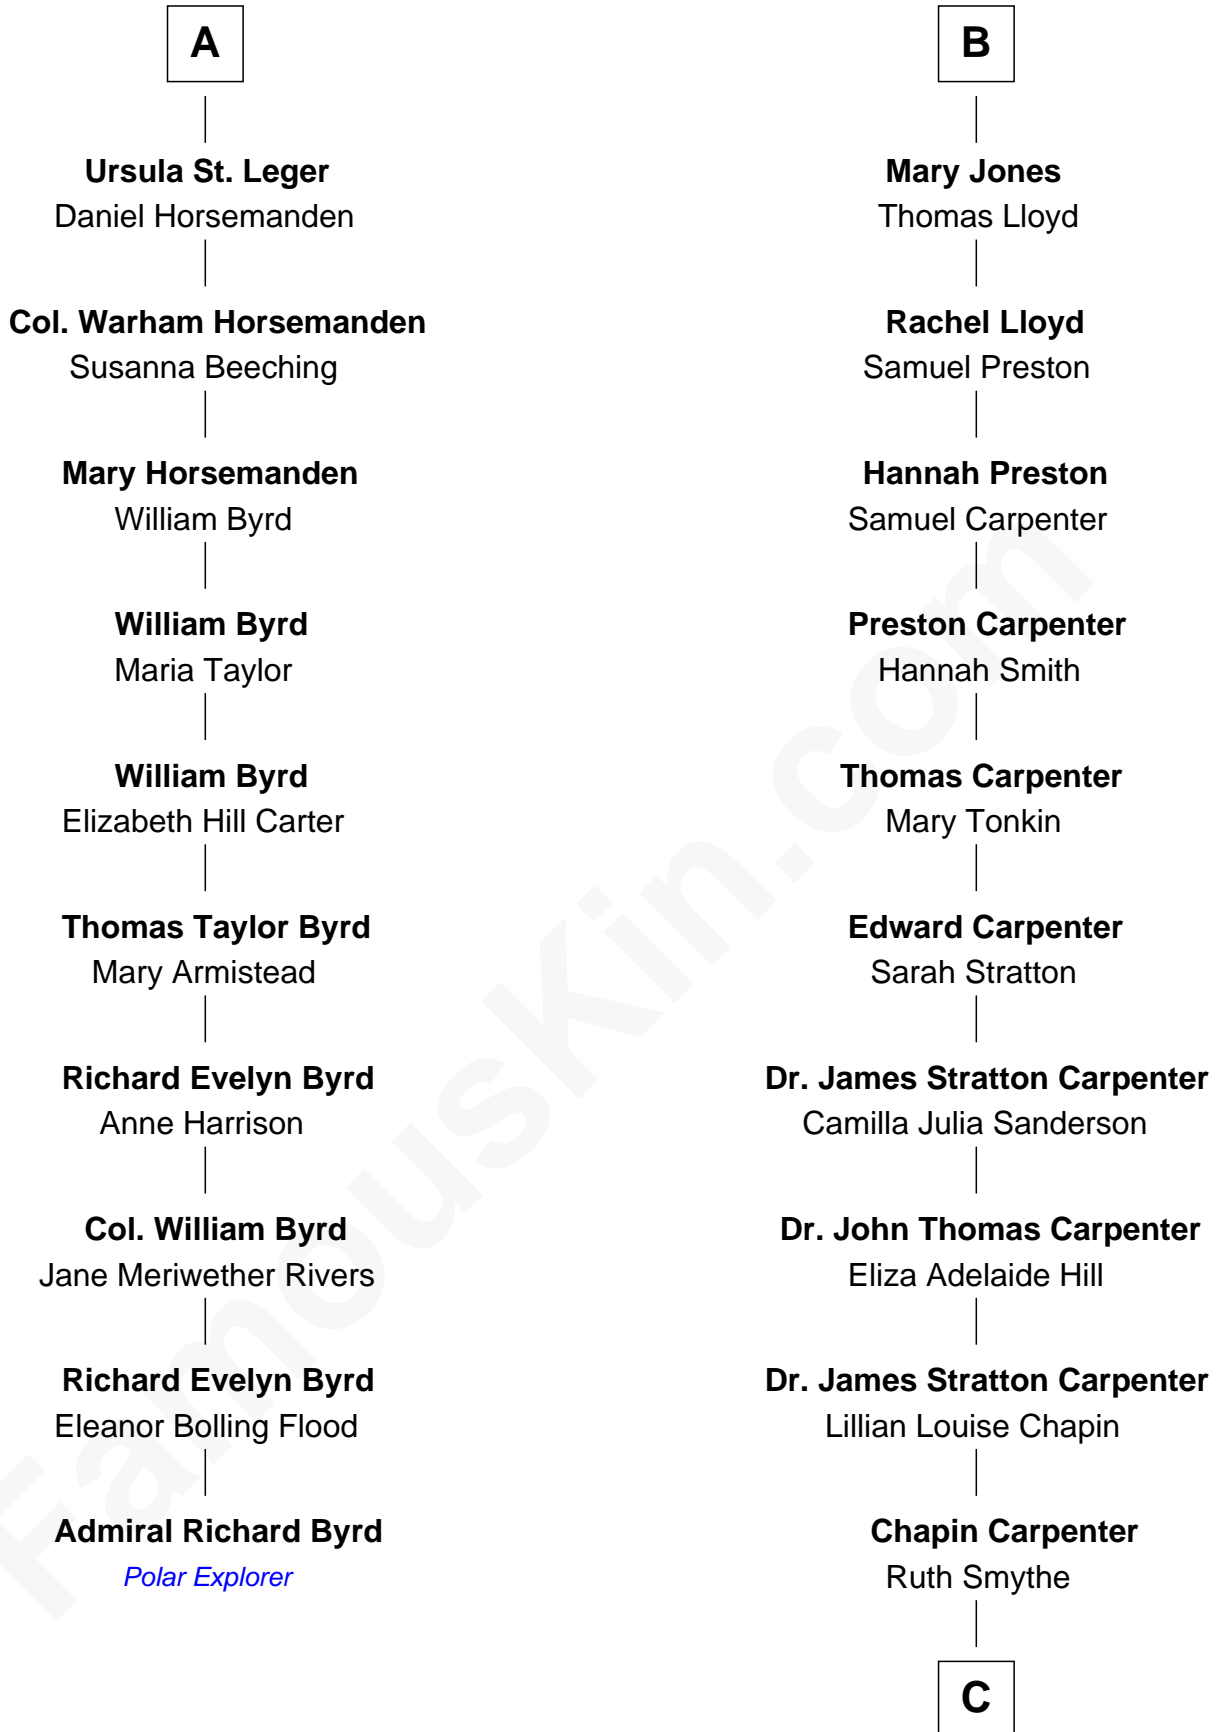 A
Ursula St. Leger
Daniel Horsemanden
Col. Warham Horsemanden
Susanna Beeching
Mary Horsemanden
William Byrd
William Byrd
Maria Taylor
William Byrd
Elizabeth Hill Carter
Thomas Taylor Byrd
Mary Armistead
Richard Evelyn Byrd
Anne Harrison
Col. William Byrd
Jane Meriwether Rivers
Richard Evelyn Byrd
Eleanor Bolling Flood
Admiral Richard Byrd
Polar Explorer
B
Mary Jones
Thomas Lloyd
Rachel Lloyd
Samuel Preston
Hannah Preston
Samuel Carpenter
Preston Carpenter
Hannah Smith
Thomas Carpenter
Mary Tonkin
Edward Carpenter
Sarah Stratton
Dr. James Stratton Carpenter
Camilla Julia Sanderson
Dr. John Thomas Carpenter
Eliza Adelaide Hill
Dr. James Stratton Carpenter
Lillian Louise Chapin
Chapin Carpenter
Ruth Smythe
C
FamousKin.com